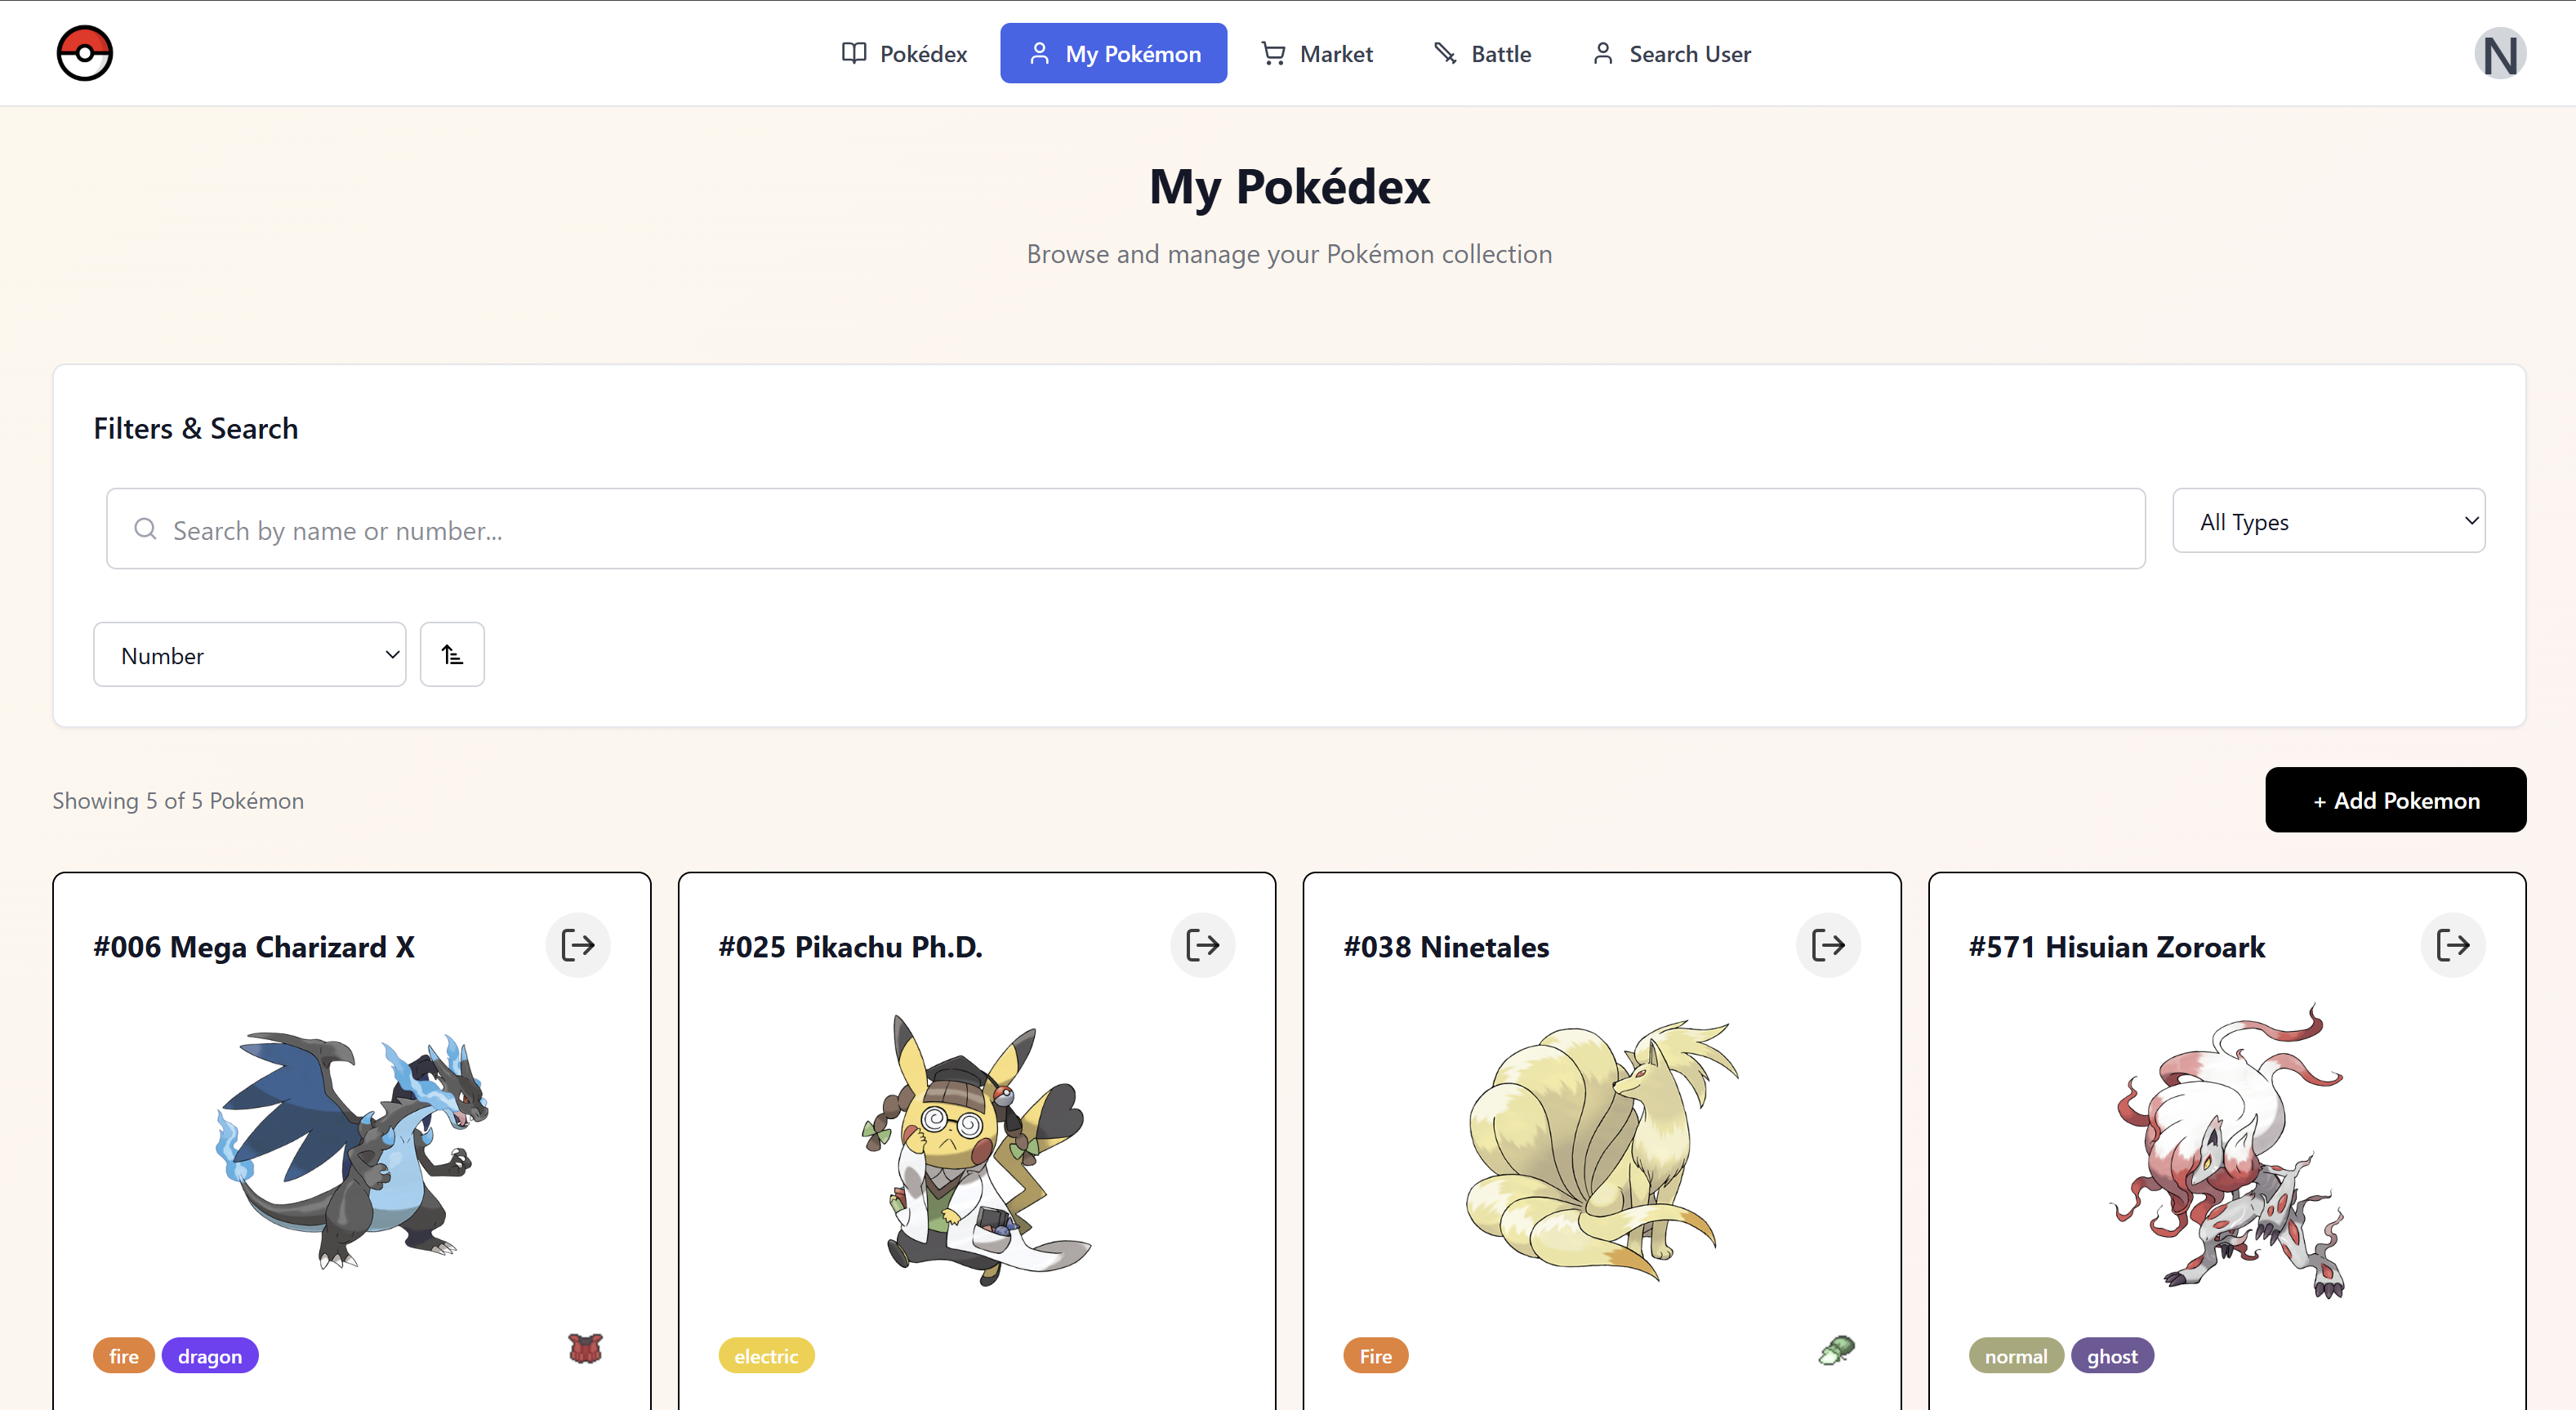 Pokédex
My Pokémon
Market
Battle
Search User
N
My Pokédex
Browse and manage your Pokémon collection
Filters & Search
Search by name or number...
All Types
Number
Showing 5 of 5 Pokémon
+ Add Pokemon
#006 Mega Charizard X
#025 Pikachu Ph.D.
#038 Ninetales
#571 Hisuian Zoroark
fire dragon
electric
Fire
normal ghost